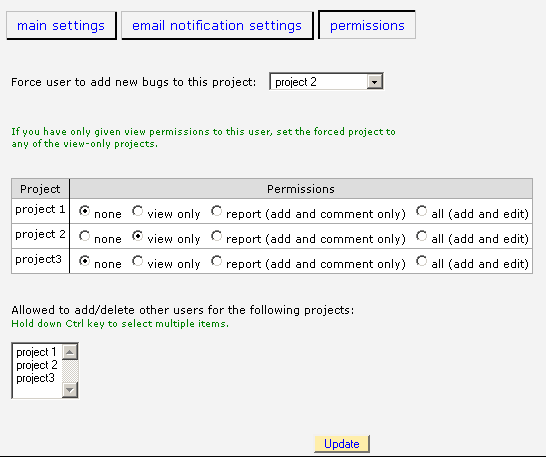 main settings email notification settings permissions
Force user to add new bugs to this project: project 2
If you have only given view permissions to this user, set the forced project to
any of the view-only projects.
Project Permissions
project 1 none view only report (add and comment only) all (add and edit)
project 2 none view only report (add and comment only) all (add and edit)
project3 none view only report (add and comment only) all (add and edit)
Allowed to add/delete other users for the following projects:
Hold down Ctrl key to select multiple items.
project 1
project 2
project3
Update